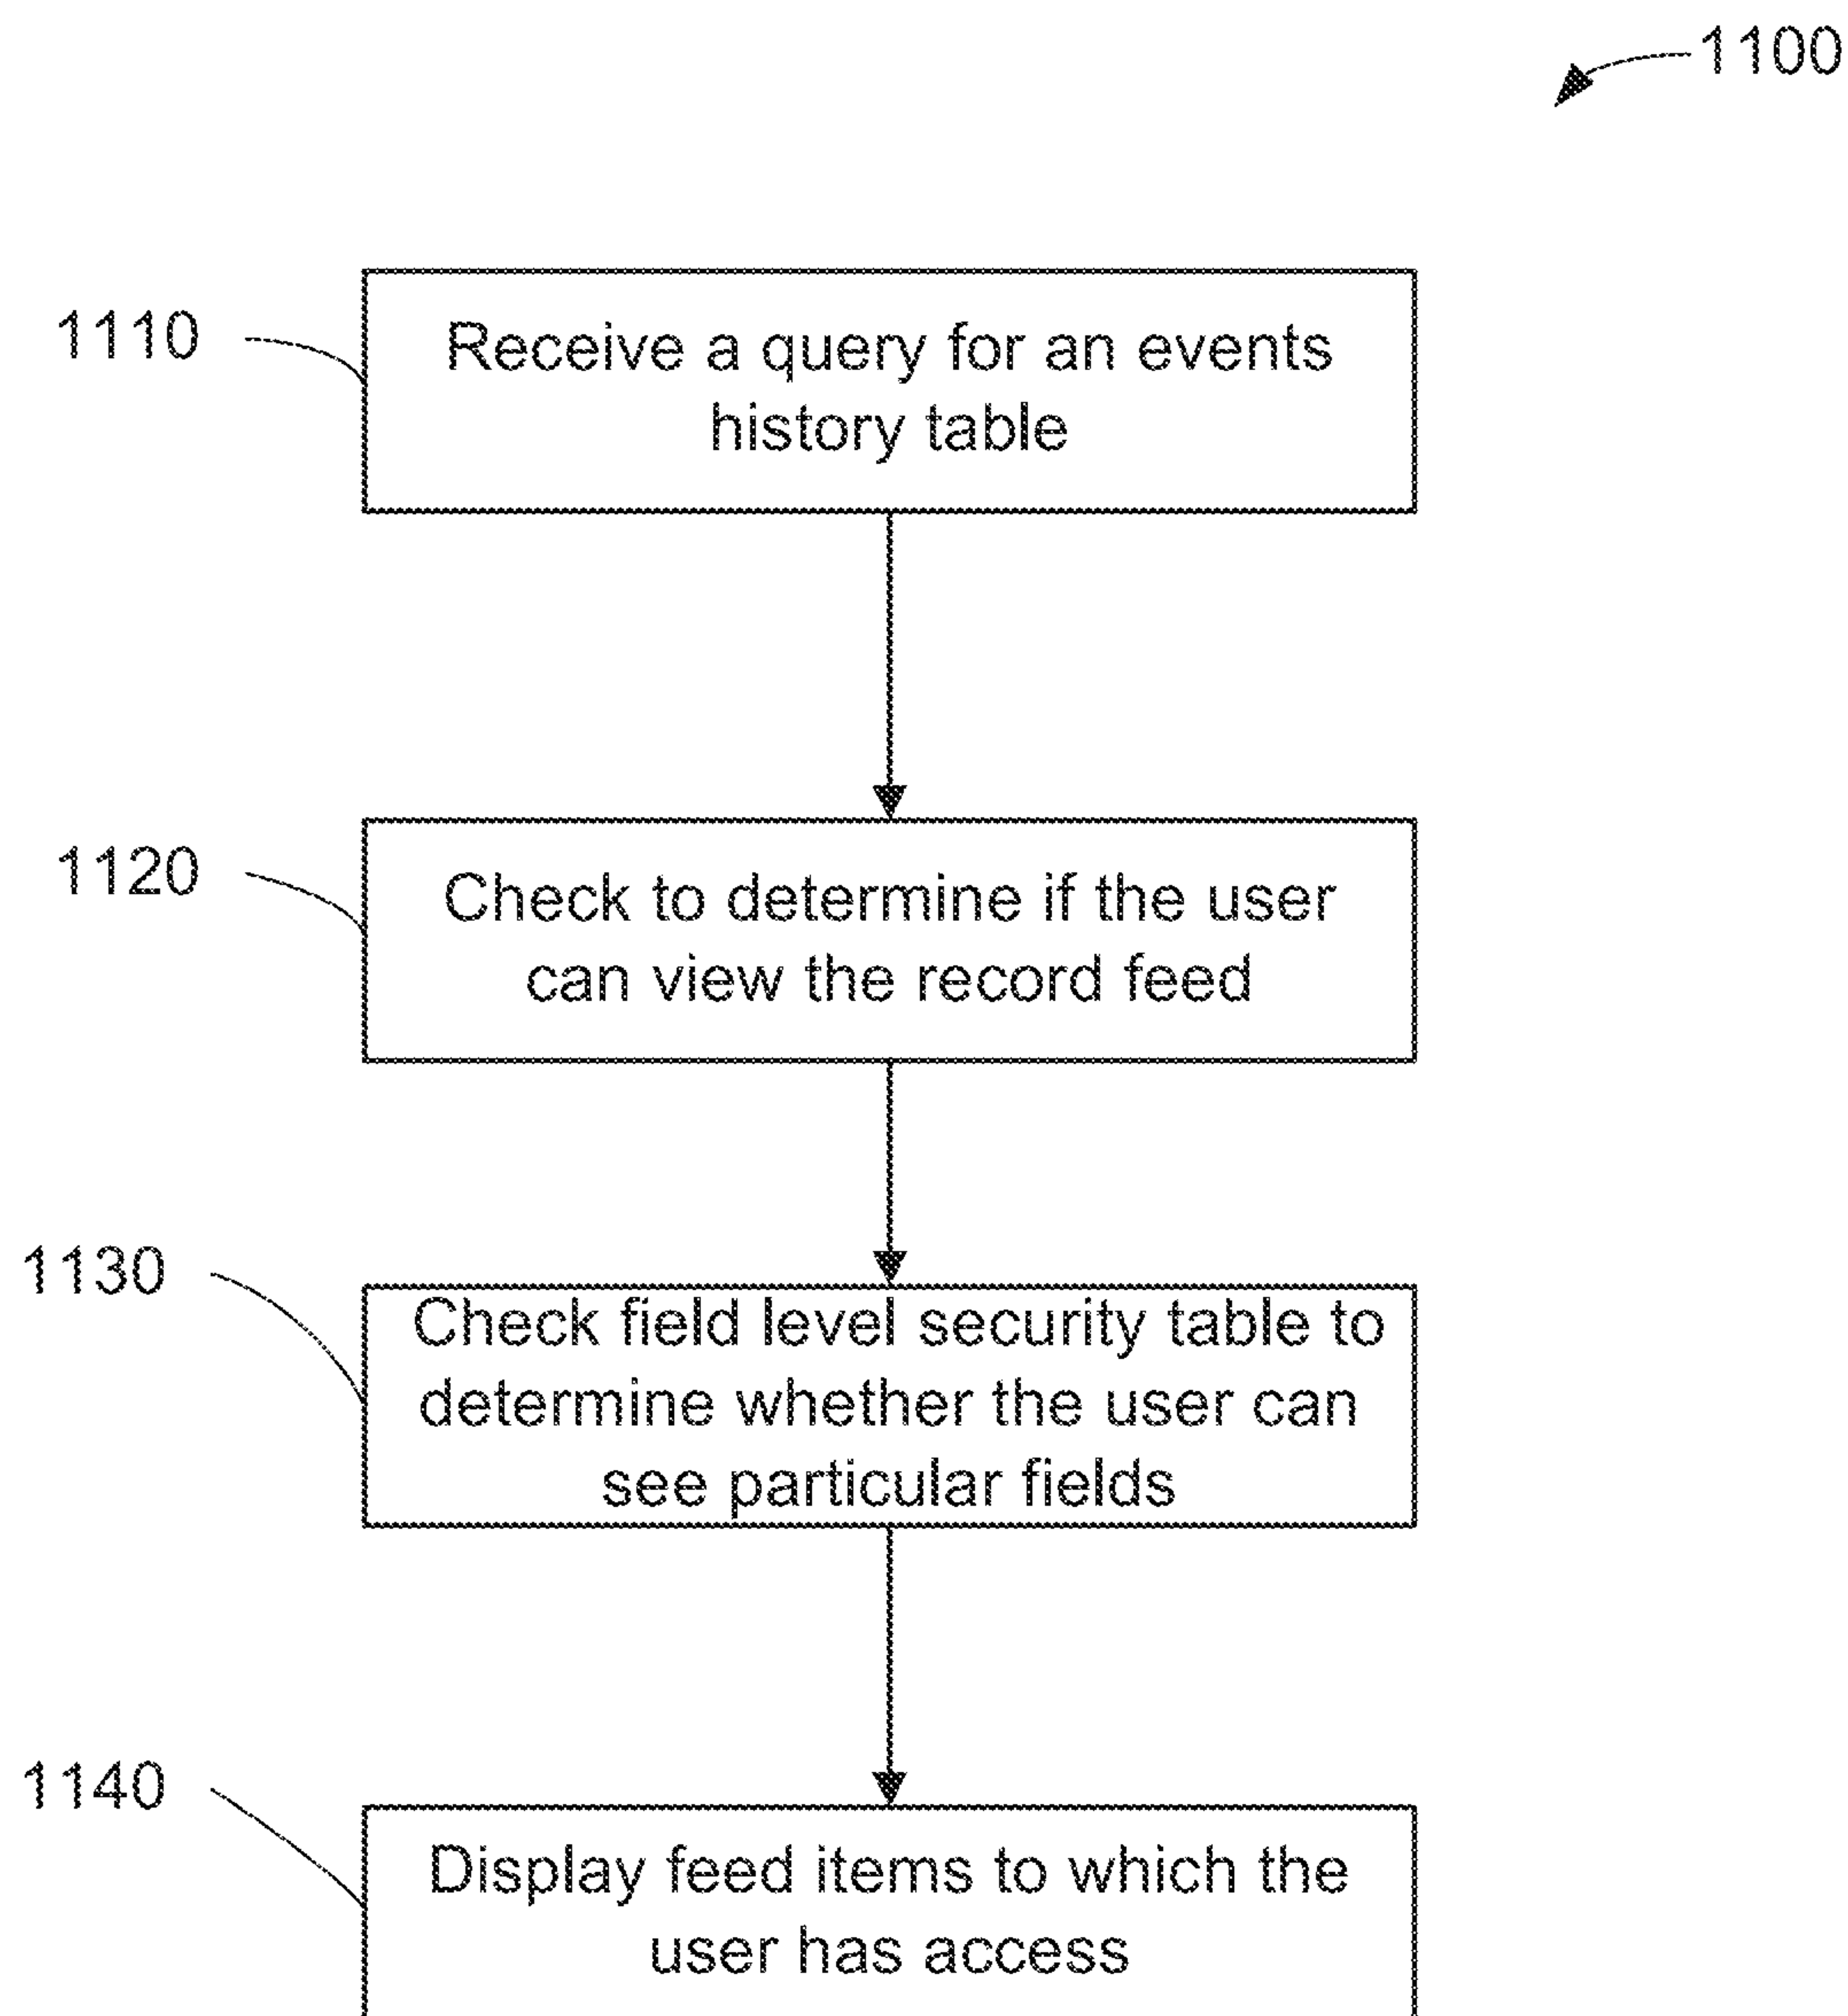 1100
1110
Receive a query for an events
history table
1120
Check to determine if the user
can view the record feed
1130
Check field level security table to
determine whether the user can
see particular fields
1140
Display feed items to which the
user has access